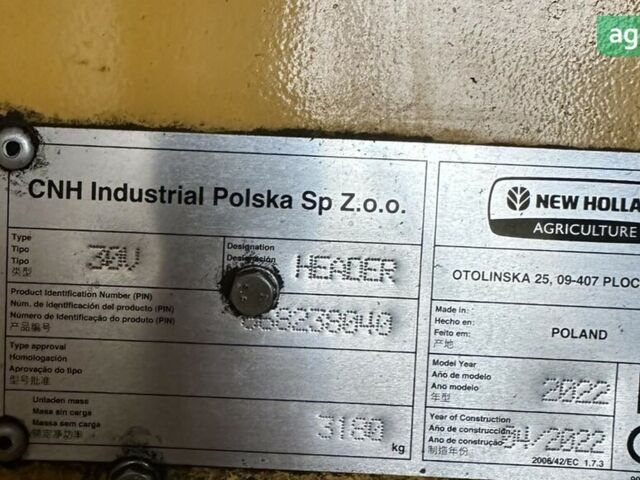 ag
CNH Industrial Polska Sp Z.o.o.
NEW HOLLA
AGRICULTURE
OTOLINSKA 25, 09-407 PLOC
Type
Tipo
Tipo
类型
30V
Designation
HEADER
Product Identification Number (PIN)
Núm. de identificación del producto (PIN)
Número de Identificação do produto (PIN)
产品编号
238040
Type approval
Homologación
Aprovação do tipo
型号批准
Unladen mass
Masa sin carga
Massa sem carga
3180
kg
Made in:
Hecho en:
Feito em:
产地
POLAND
Model Year
Año de modelo
Ano modelo
年型
2022
Year of Construction
Año de construcción
Ano de construção
制造年份
04/2022
2006/42/EC 1.7.3